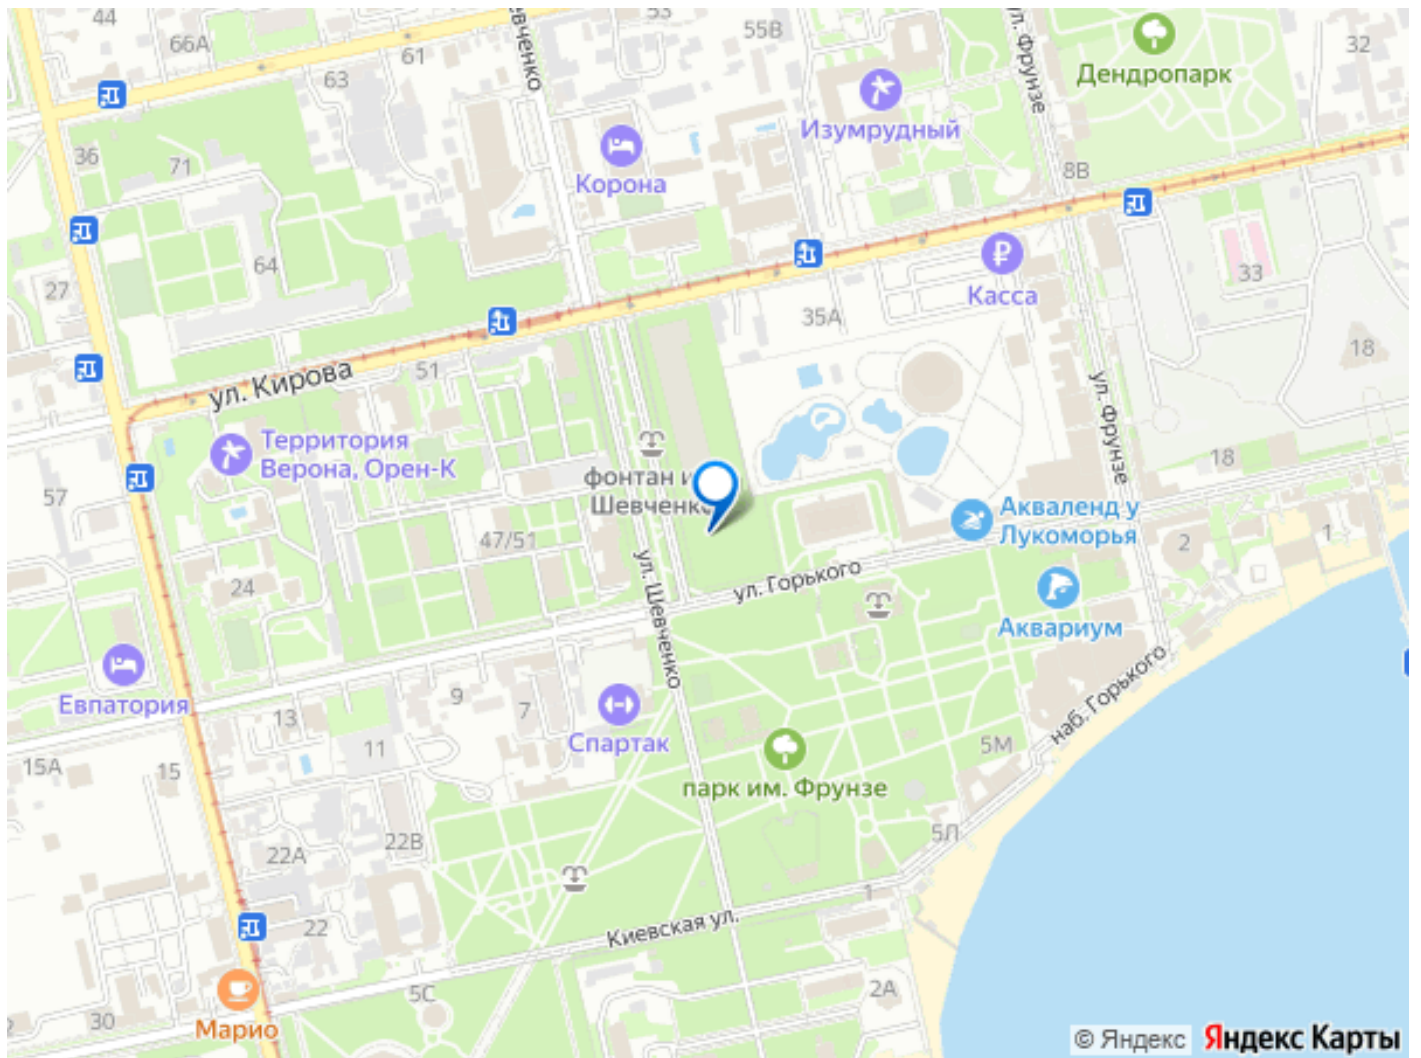 44
66А
61
63
53
55В
ул. Фрунзе
Дендропарк
32
Изумрудный
36
71
Корона
8В
64
27
Касса
33
35А
18
ул. Кирова
51
ул. Фрунзе
Территория
Верона, Орен-К
18
57
фонтан
Шевченко
Акваленд у
Лукоморья
47/51
2
1
ул. Горького
24
ул. Шевченко
Аквариум
Евпатория
9
7
13
Спартак
наб. Горького
11
5М
15А
15
парк им. Фрунзе
22В
5Л
22А
1
22
Киевская ул.
5С
2А
30
Марио
© Яндекс
Яндекс Карты